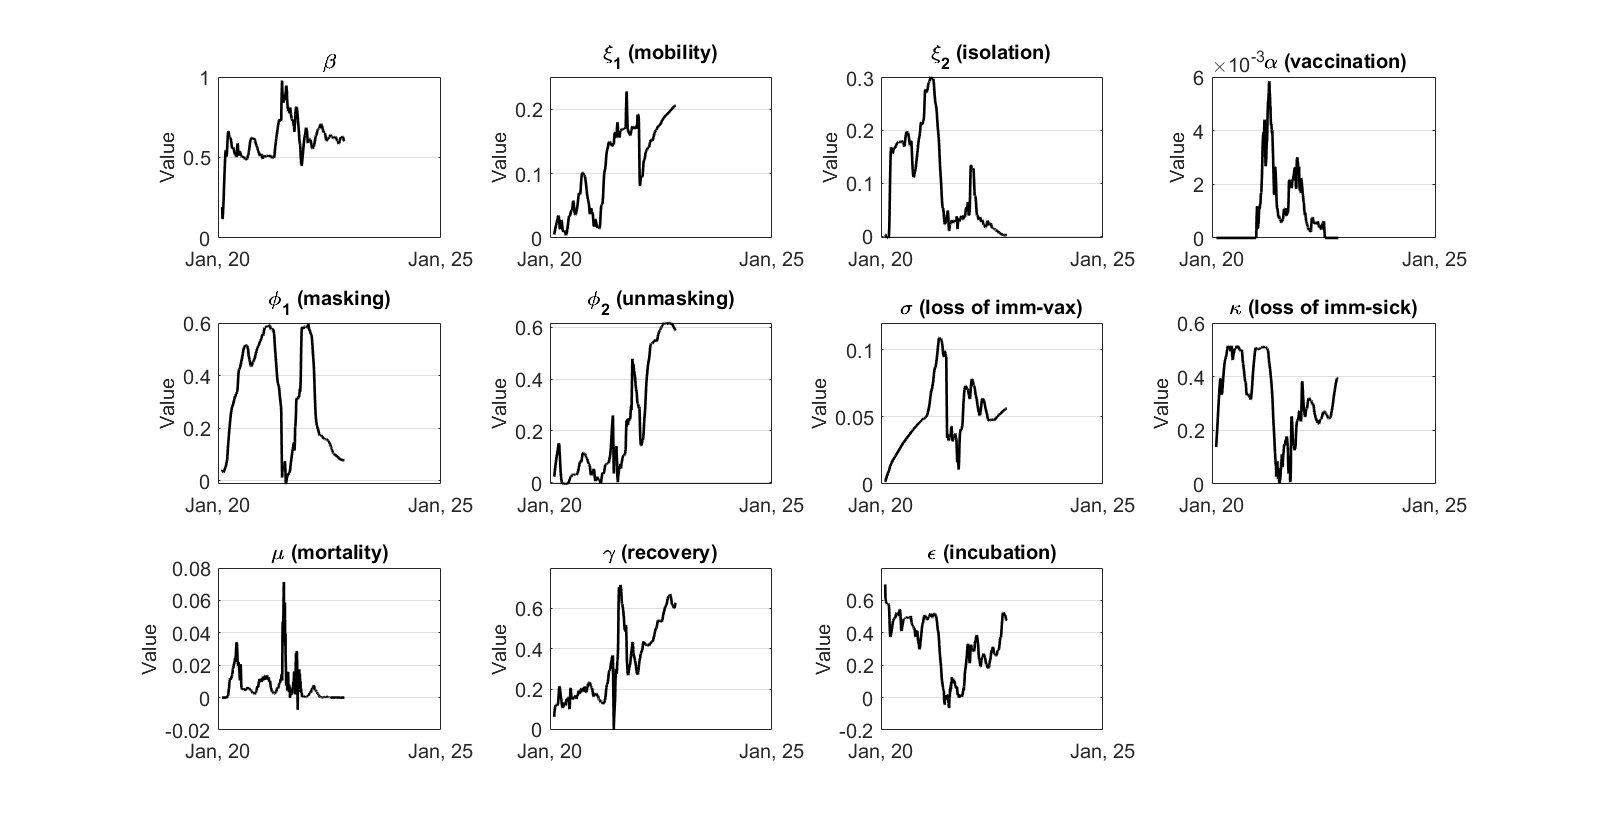 β
1
0.5
0
Value
Jan, 20
Jan, 25
ξ₁ (mobility)
0.2
0.1
0
Value
Jan, 20
Jan, 25
ξ₂ (isolation)
0.3
0.2
0.1
0
Value
Jan, 20
Jan, 25
×10⁻³ α (vaccination)
6
4
2
0
Value
Jan, 20
Jan, 25
ϕ₁ (masking)
0.6
0.4
0.2
0
Value
Jan, 20
Jan, 25
ϕ₂ (unmasking)
0.6
0.4
0.2
0
Value
Jan, 20
Jan, 25
σ (loss of imm-vax)
0.1
0.05
0
Value
Jan, 20
Jan, 25
κ (loss of imm-sick)
0.6
0.4
0.2
0
Value
Jan, 20
Jan, 25
μ (mortality)
0.08
0.06
0.04
0.02
0
-0.02
Value
Jan, 20
Jan, 25
γ (recovery)
0.6
0.4
0.2
0
Value
Jan, 20
Jan, 25
ϵ (incubation)
0.6
0.4
0.2
0
-0.2
Value
Jan, 20
Jan, 25